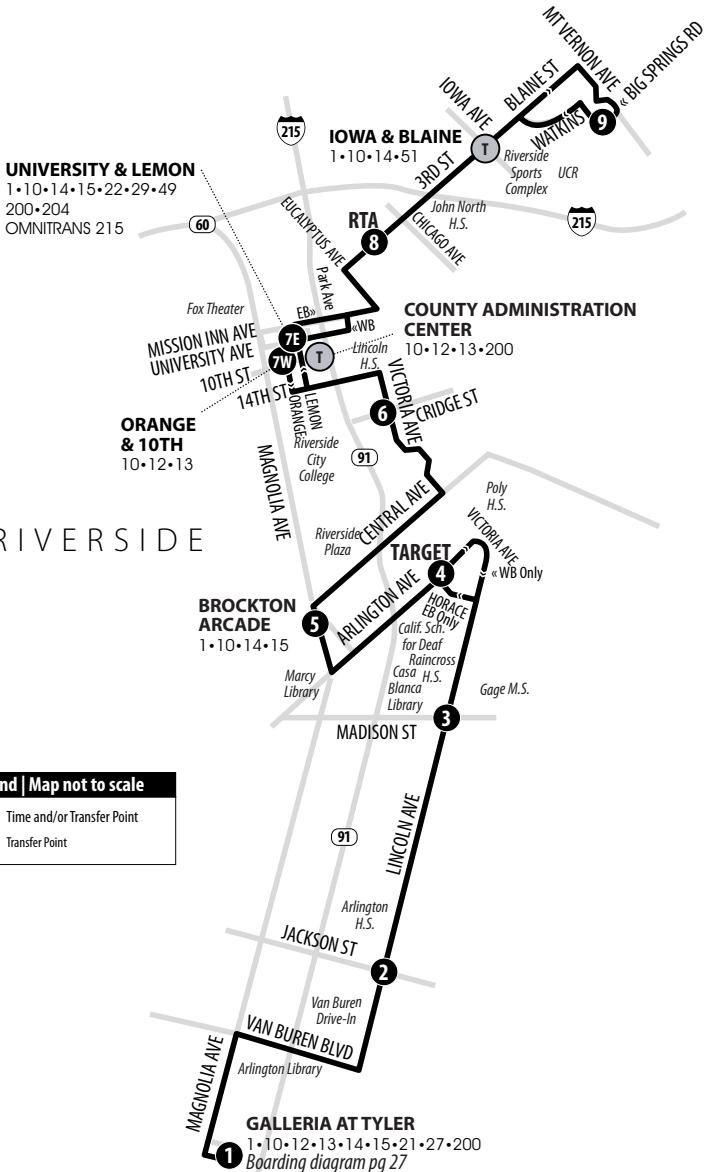 MT VERNON AVE
« BIG SPRINGS RD
BLAINE ST
IOWA AVE
WATKINS
9
215
IOWA & BLAINE
1•10•14•51
T
Riverside
Sports
Complex
UCR
3RD ST
UNIVERSITY & LEMON
1•10•14•15•22•29•49
200•204
OMNITRANS 215
60
EUCALYPTUS AVE
RTA
8
John North
H.S.
CHICAGO AVE
215
Park Ave
Fox Theater
EB»
«WB
MISSION INN AVE
UNIVERSITY AVE
7E
7W
T
COUNTY ADMINISTRATION
CENTER
10•12•13•200
Lincoln
H.S.
10TH ST
14TH ST
ORANGE
LEMON
VICTORIA AVE
6
CRIDGE ST
ORANGE
& 10TH
10•12•13
Riverside
City
College
91
MAGNOLIA AVE
RIVERSIDE
Riverside
Plaza
CENTRAL AVE
Poly
H.S.
VICTORIA AVE
TARGET
4
« WB Only
HORACE
EB Only
ARLINGTON AVE
BROCKTON
ARCADE
1•10•14•15
5
Calif. Sch.
for Deaf
Raincross
H.S.
Casa
Blanca
Library
Marcy
Library
Gage M.S.
3
MADISON ST
nd | Map not to scale
Time and/or Transfer Point
Transfer Point
91
LINCOLN AVE
Arlington
H.S.
JACKSON ST
2
Van Buren
Drive-In
VAN BUREN BLVD
Arlington Library
MAGNOLIA AVE
1
GALLERIA AT TYLER
1•10•12•13•14•15•21•27•200
Boarding diagram pg 27